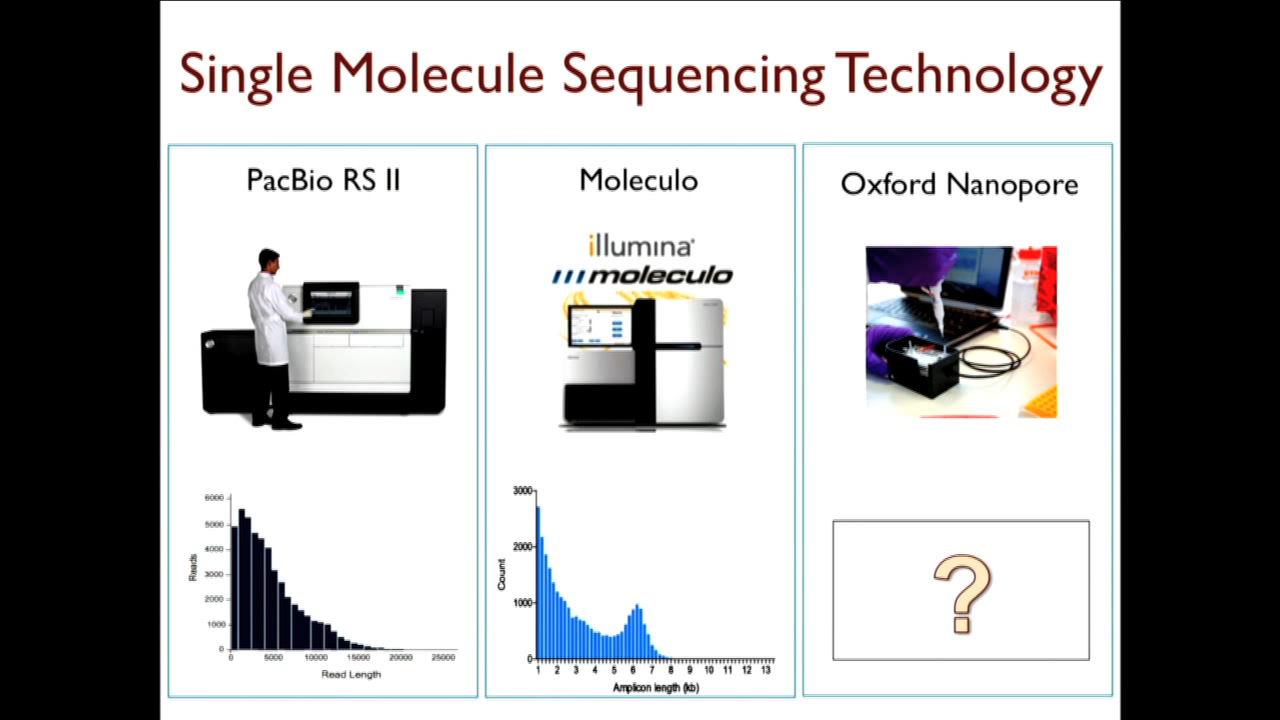 Single Molecule Sequencing Technology
PacBio RS II
6000
5000
4000
3000
2000
1000
0
Reads
0 5000 10000 15000 20000 25000
Read Length
Moleculo
illumina
moleculo
3000
2000
1000
0
Count
1 2 3 4 5 6 7 8 9 10 11 12 13
Amplicon length (kb)
Oxford Nanopore
?